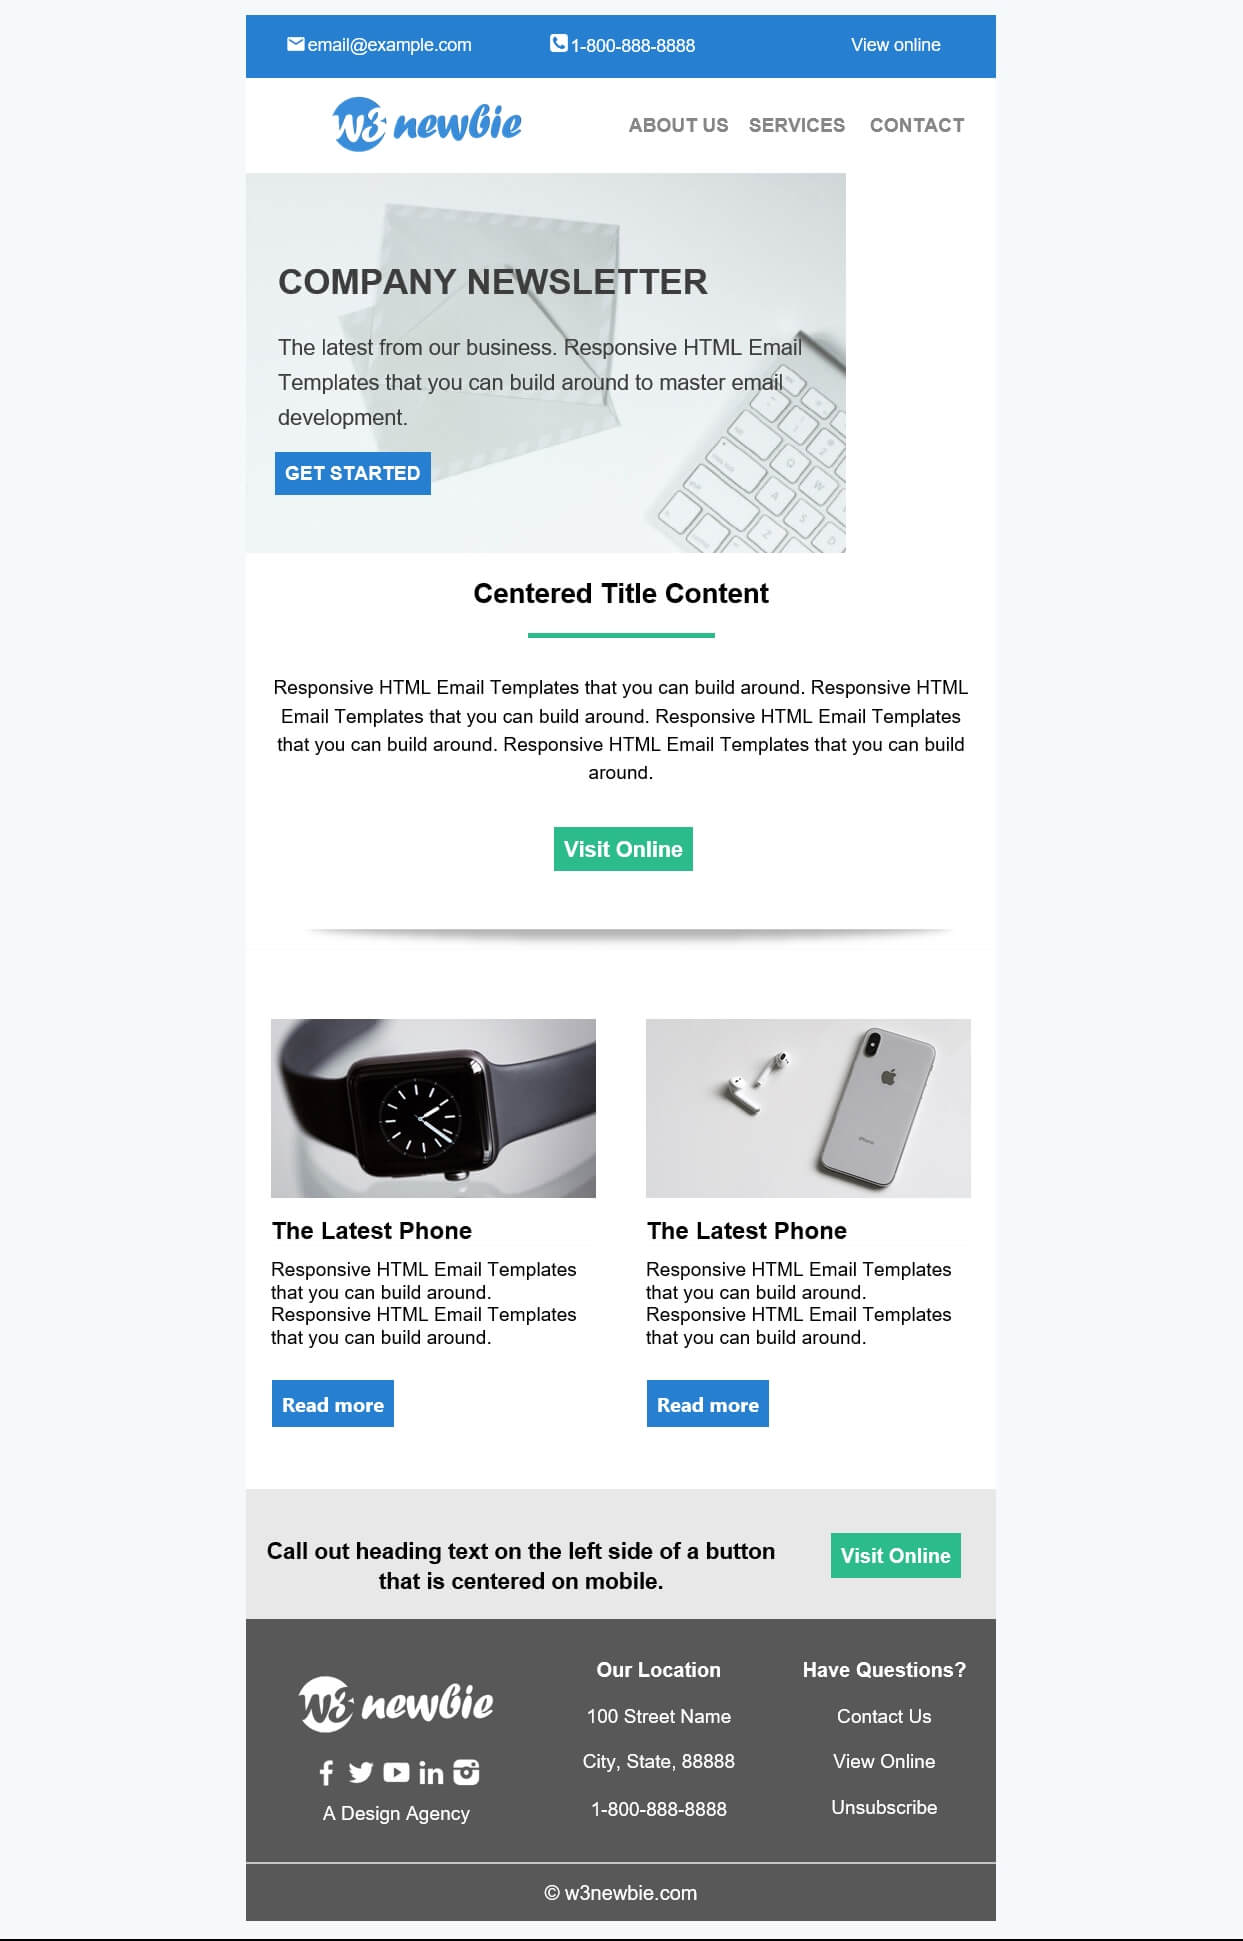 email@example.com 1-800-888-8888 View online
w3 newbie ABOUT US SERVICES CONTACT
COMPANY NEWSLETTER
The latest from our business. Responsive HTML Email
Templates that you can build around to master email
development.
GET STARTED
Centered Title Content
Responsive HTML Email Templates that you can build around. Responsive HTML
Email Templates that you can build around. Responsive HTML Email Templates
that you can build around. Responsive HTML Email Templates that you can build
around.
Visit Online
The Latest Phone
Responsive HTML Email Templates
that you can build around.
Responsive HTML Email Templates
that you can build around.
Read more
iPhone
The Latest Phone
Responsive HTML Email Templates
that you can build around.
Responsive HTML Email Templates
that you can build around.
Read more
Call out heading text on the left side of a button
that is centered on mobile.
Visit Online
w3 newbie
A Design Agency
Our Location
100 Street Name
City, State, 88888
1-800-888-8888
Have Questions?
Contact Us
View Online
Unsubscribe
© w3newbie.com